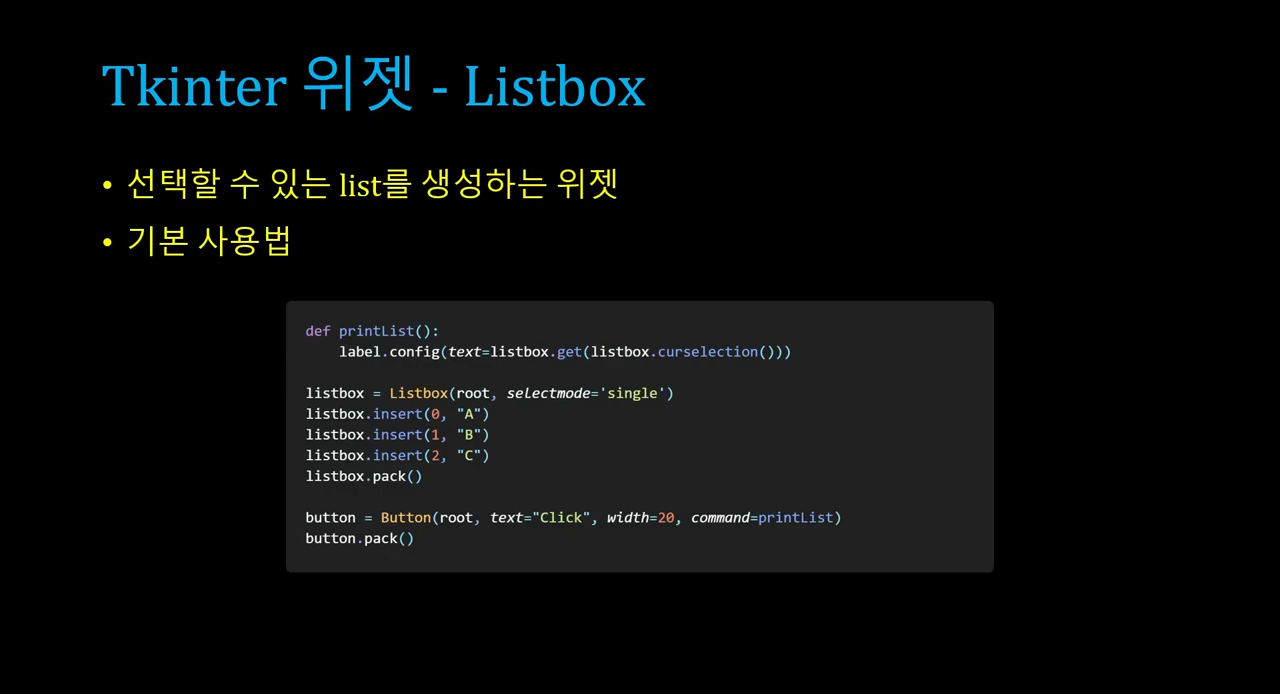 Tkinter 위젯 - Listbox
• 선택할 수 있는 list를 생성하는 위젯
• 기본 사용법
def printList():
    label.config(text=listbox.get(listbox.curselection()))
listbox = Listbox(root, selectmode='single')
listbox.insert(0, "A")
listbox.insert(1, "B")
listbox.insert(2, "C")
listbox.pack()
button = Button(root, text="Click", width=20, command=printList)
button.pack()